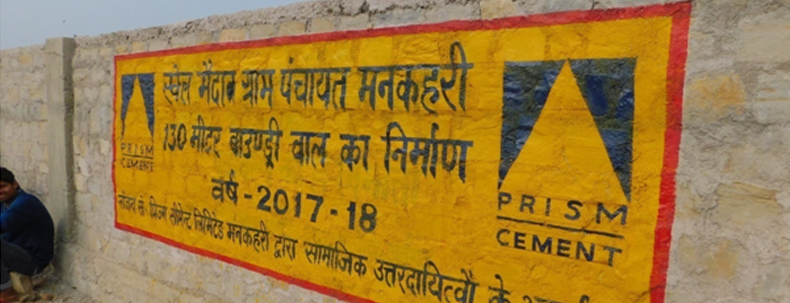 खेल मैदान ग्राम पंचायत मनकहरी
130 मीटर बाउण्ड्री वाल का निर्माण
वर्ष-2017-18
सौजन्य से: प्रिज्म सीमेन्ट लिमिटेड मनकहरी द्वारा सामाजिक उत्तरदायित्वों के
PRISM
CEMENT
PRISM
CEMENT